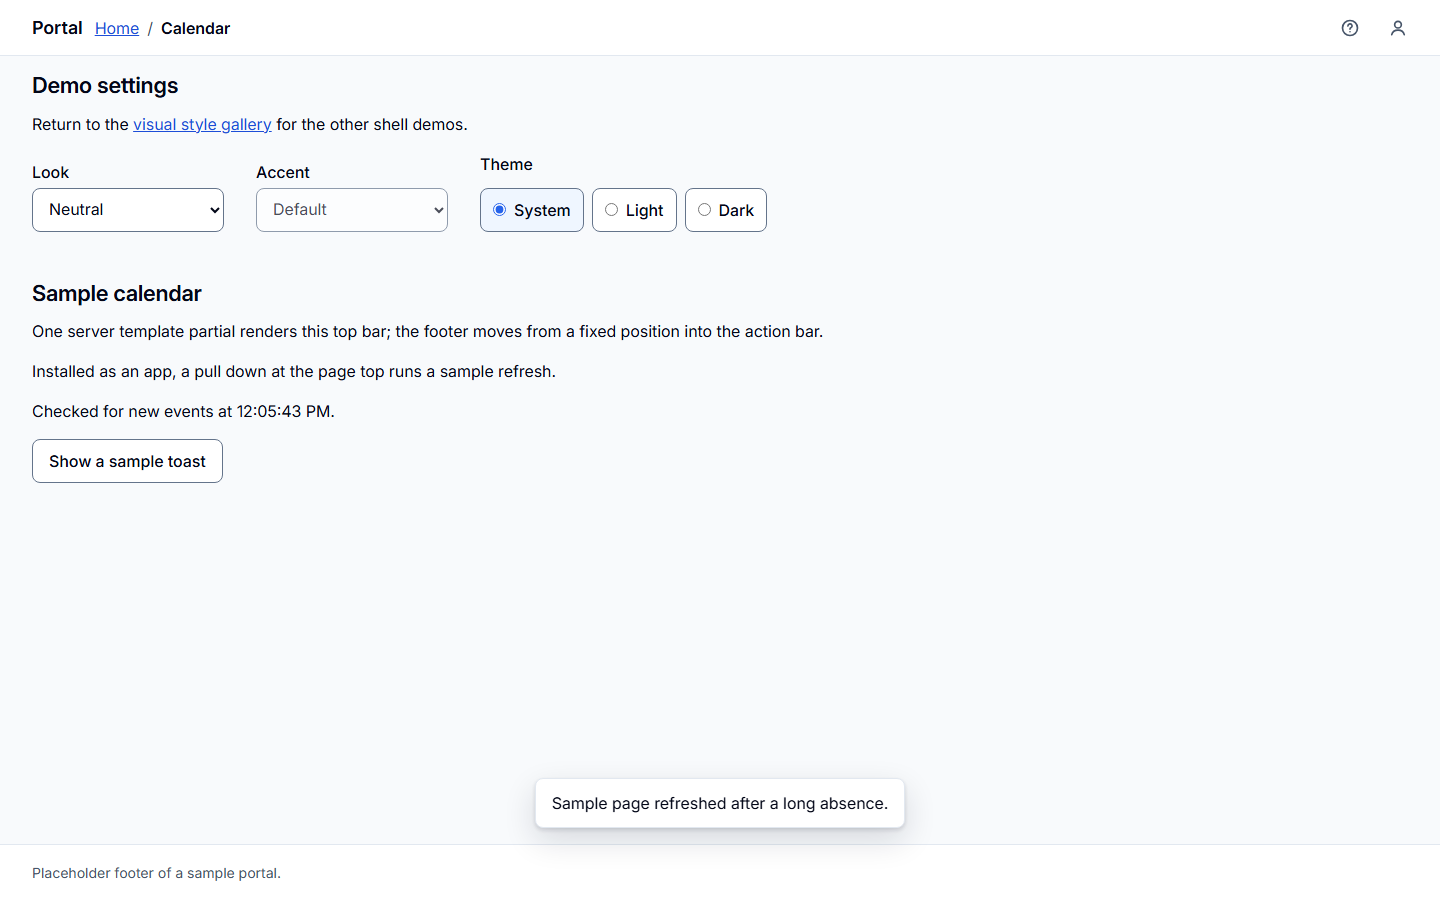 Portal Home / Calendar
Demo settings
Return to the visual style gallery for the other shell demos.
Look
Accent
Theme
Neutral
Default
System
Light
Dark
Sample calendar
One server template partial renders this top bar; the footer moves from a fixed position into the action bar.
Installed as an app, a pull down at the page top runs a sample refresh.
Checked for new events at 12:05:43 PM.
Show a sample toast
Sample page refreshed after a long absence.
Placeholder footer of a sample portal.